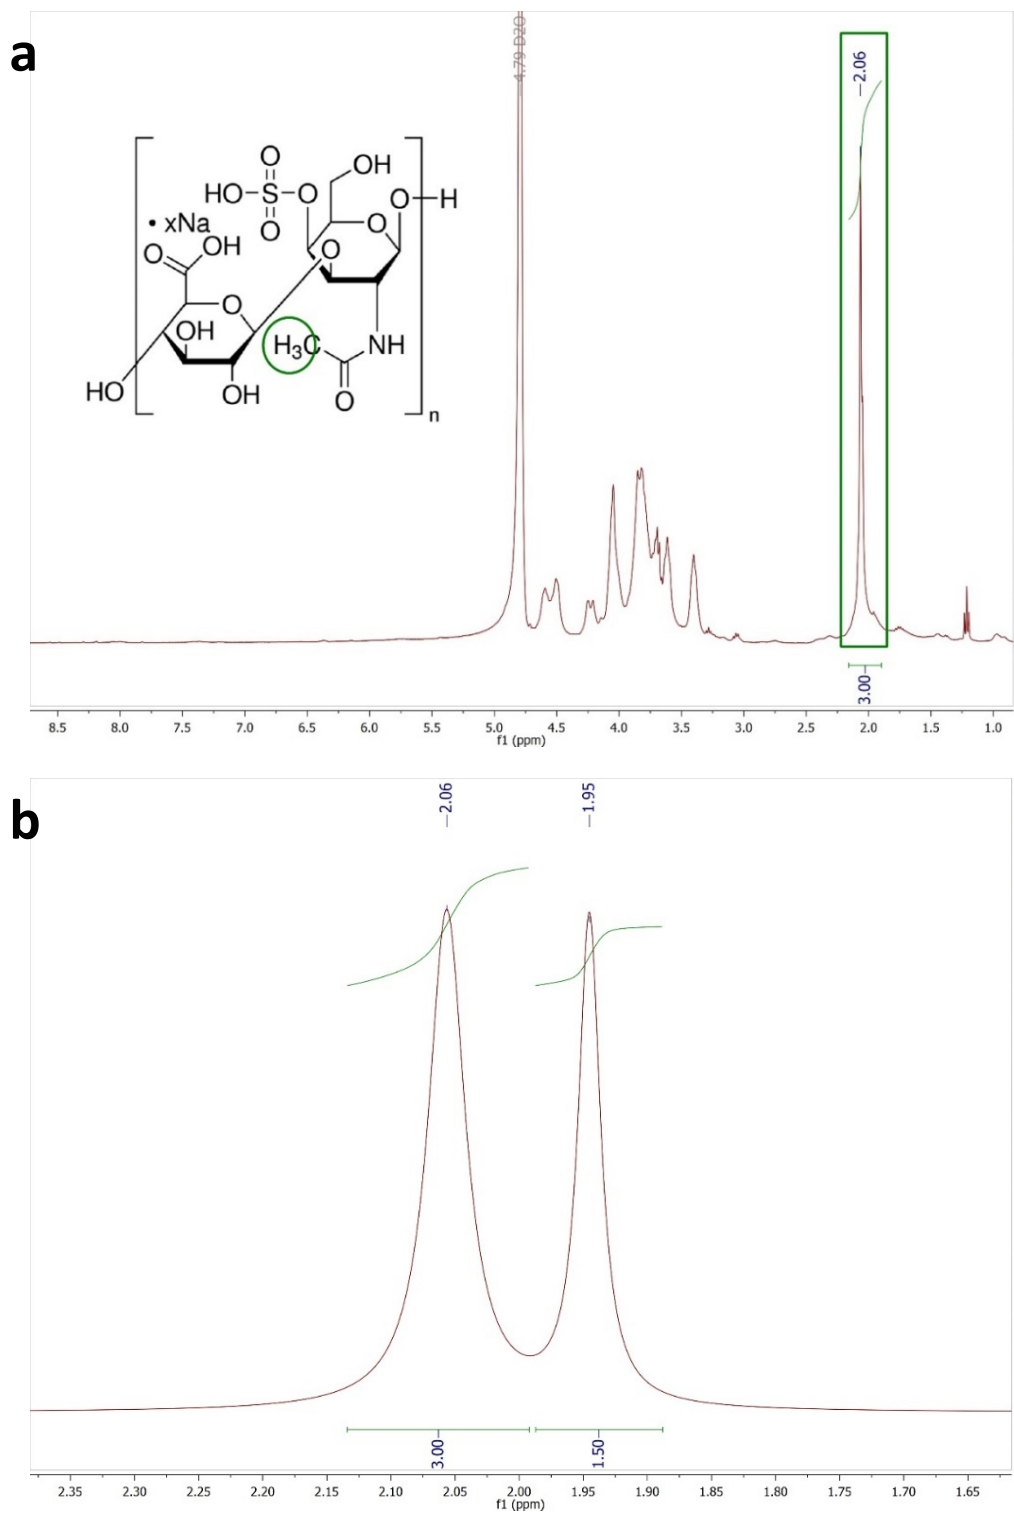 a
4.79 D2O
—2.06
O
OH
HO
S
O
O
H
• xNa
O
O
OH
O
O
O
OH
H₃C
NH
HO
OH
O
n
3.00
8.5 8.0 7.5 7.0 6.5 6.0 5.5 5.0 4.5 4.0 3.5 3.0 2.5 2.0 1.5 1.0
f1 (ppm)
b
—2.06
—1.95
3.00
1.50
2.35 2.30 2.25 2.20 2.15 2.10 2.05 2.00 1.95 1.90 1.85 1.80 1.75 1.70 1.65
f1 (ppm)